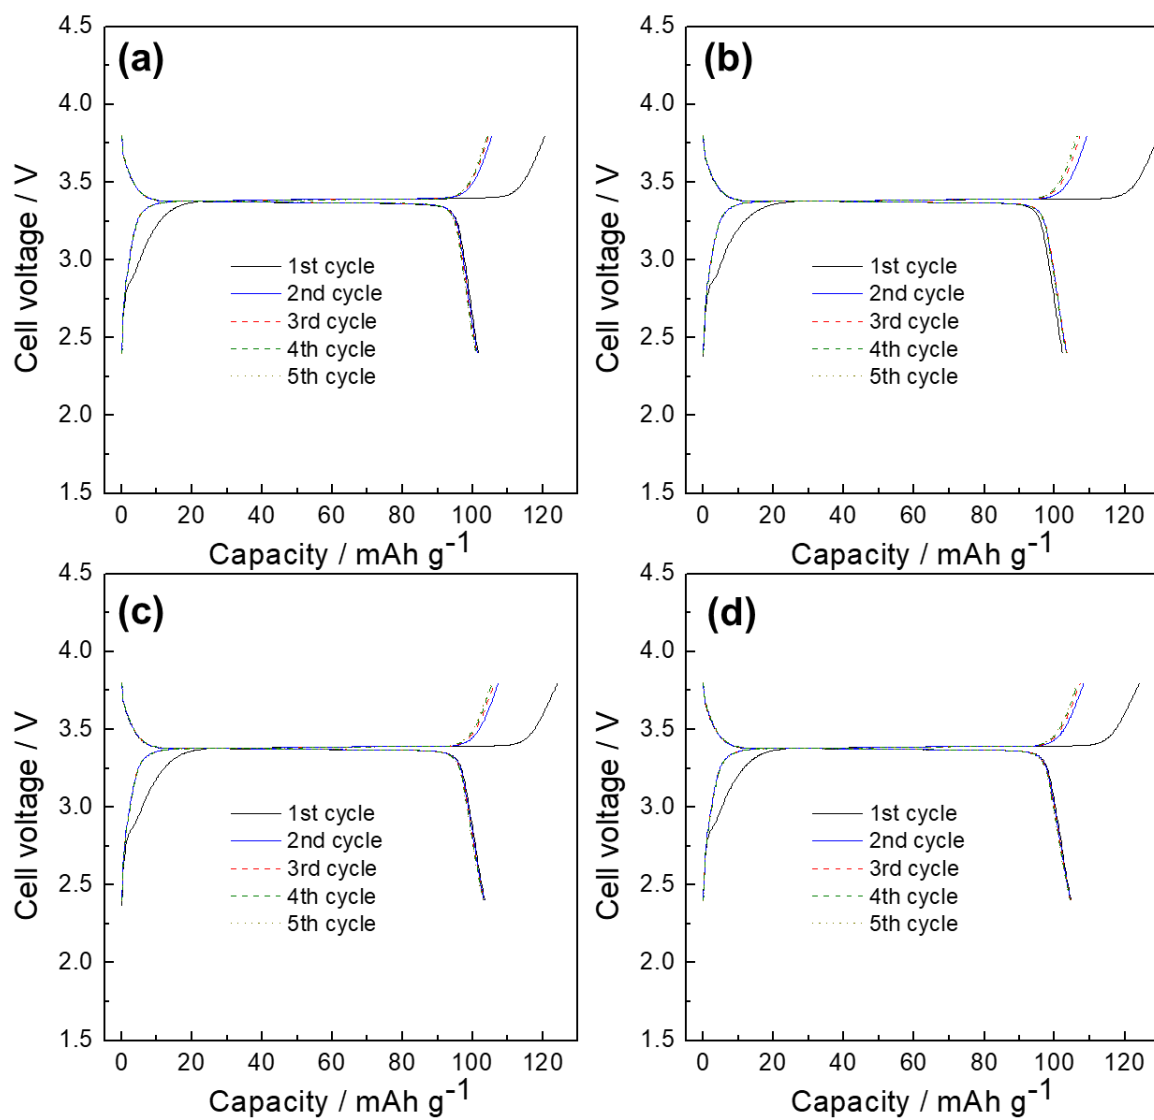 (a)
Cell voltage / V
4.5
4.0
3.5
3.0
2.5
2.0
1.5
1st cycle
2nd cycle
3rd cycle
4th cycle
5th cycle
0 20 40 60 80 100 120
Capacity / mAh g⁻¹
(b)
Cell voltage / V
4.5
4.0
3.5
3.0
2.5
2.0
1.5
1st cycle
2nd cycle
3rd cycle
4th cycle
5th cycle
0 20 40 60 80 100 120
Capacity / mAh g⁻¹
(c)
Cell voltage / V
4.5
4.0
3.5
3.0
2.5
2.0
1.5
1st cycle
2nd cycle
3rd cycle
4th cycle
5th cycle
0 20 40 60 80 100 120
Capacity / mAh g⁻¹
(d)
Cell voltage / V
4.5
4.0
3.5
3.0
2.5
2.0
1.5
1st cycle
2nd cycle
3rd cycle
4th cycle
5th cycle
0 20 40 60 80 100 120
Capacity / mAh g⁻¹